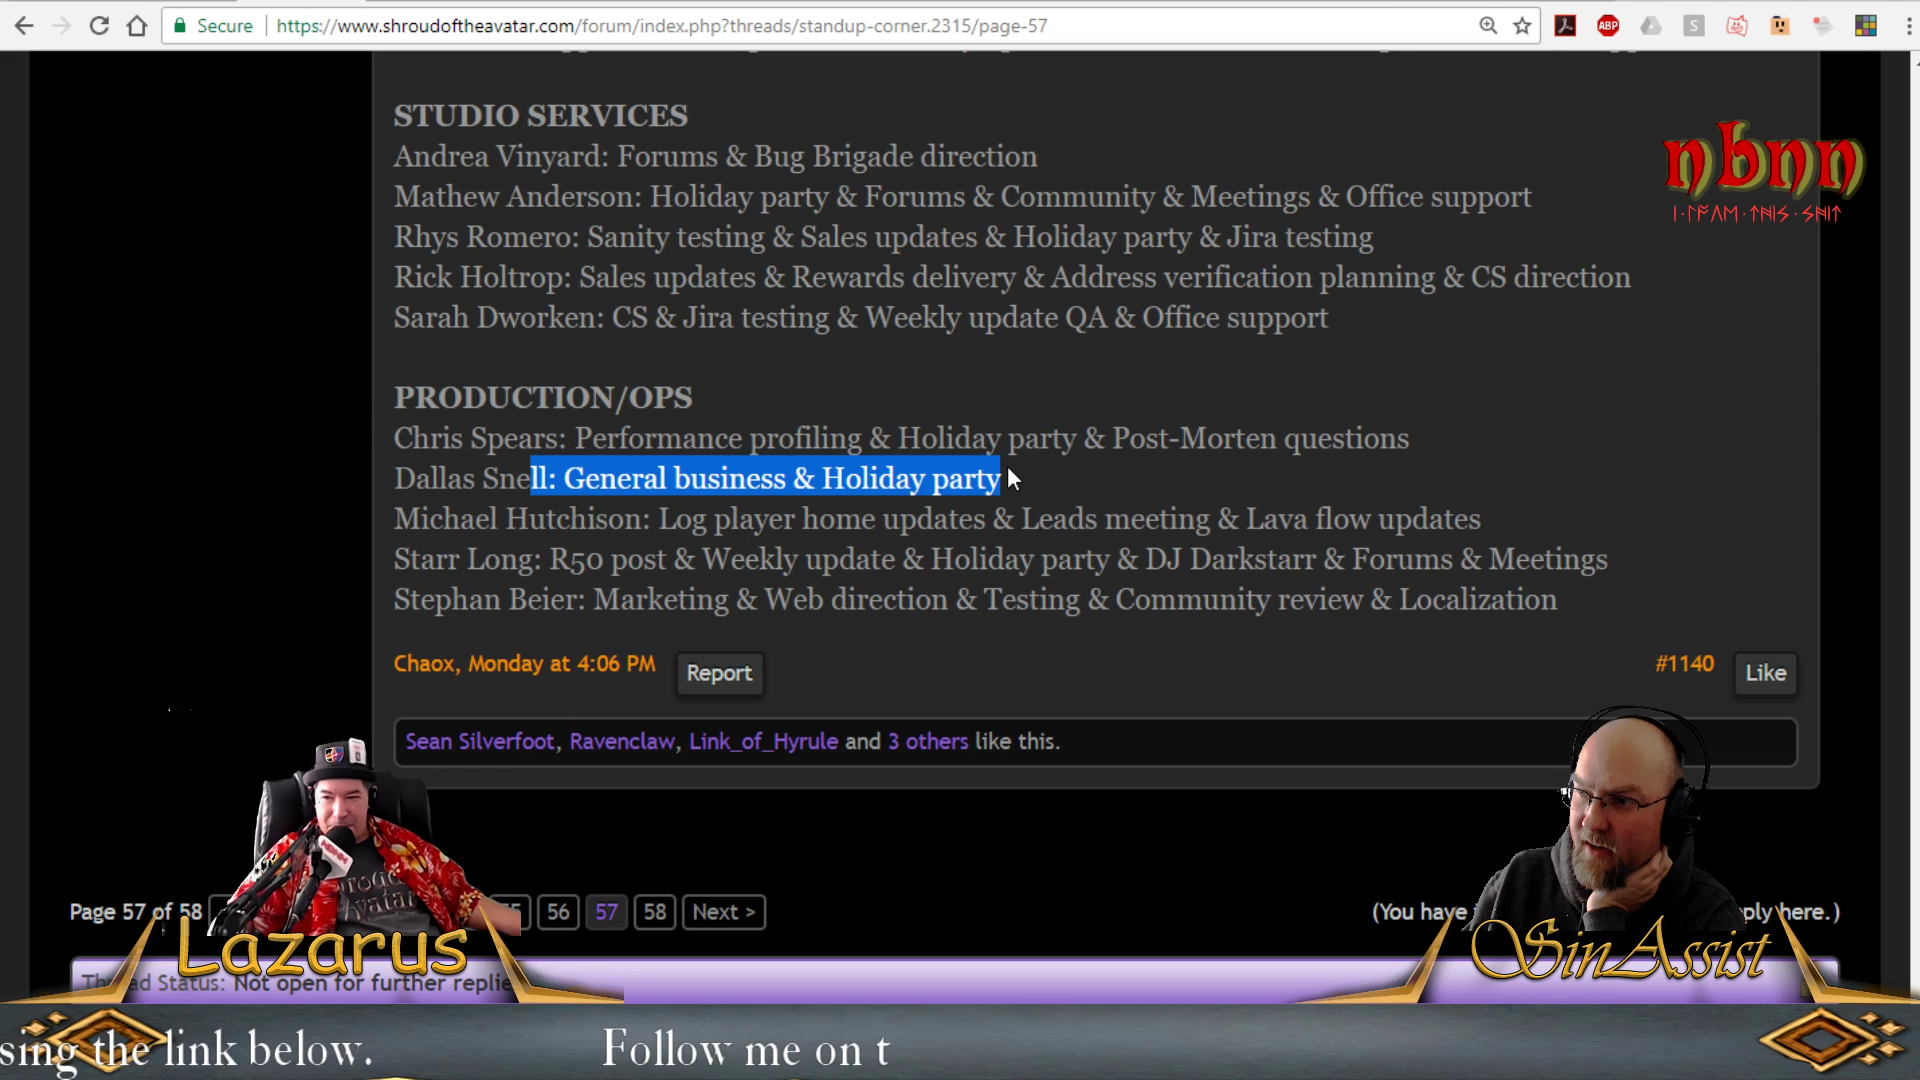 Secure
https://www.shroudoftheavatar.com/forum/index.php?threads/standup-corner.2315/page-57
ABP
S
STUDIO SERVICES
Andrea Vinyard: Forums & Bug Brigade direction
Mathew Anderson: Holiday party & Forums & Community & Meetings & Office support
Rhys Romero: Sanity testing & Sales updates & Holiday party & Jira testing
Rick Holtrop: Sales updates & Rewards delivery & Address verification planning & CS direction
Sarah Dworken: CS & Jira testing & Weekly update QA & Office support
nbnn
PRODUCTION/OPS
Chris Spears: Performance profiling & Holiday party & Post-Morten questions
Dallas Snell: General business & Holiday party
Michael Hutchison: Log player home updates & Leads meeting & Lava flow updates
Starr Long: R50 post & Weekly update & Holiday party & DJ Darkstarr & Forums & Meetings
Stephan Beier: Marketing & Web direction & Testing & Community review & Localization
Chaox, Monday at 4:06 PM
Report
#1140
Like
Sean Silverfoot, Ravenclaw, Link_of_Hyrule and 3 others like this.
Page 57 of 58
56
57
58
Next >
(You have
ply here.)
Lazarus
SinAssist
Thread Status: Not open for further replie
sing the link below.
Follow me on t